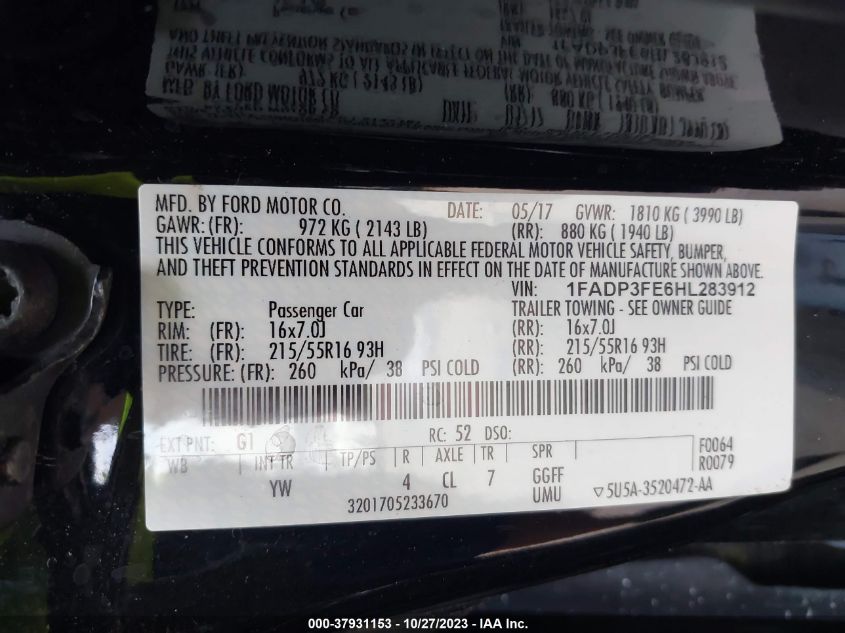 MFD. BY FORD MOTOR CO. DATE: 05/17 GVWR: 1810 KG ( 3990 LB)
GAWR: (FR): 972 KG ( 2143 LB) (RR): 880 KG ( 1940 LB)
THIS VEHICLE CONFORMS TO ALL APPLICABLE FEDERAL MOTOR VEHICLE SAFETY, BUMPER,
AND THEFT PREVENTION STANDARDS IN EFFECT ON THE DATE OF MANUFACTURE SHOWN ABOVE.
VIN: 1FADP3FE6HL283912
TYPE: Passenger Car TRAILER TOWING - SEE OWNER GUIDE
RIM: (FR): 16x7.0J (RR): 16x7.0J
TIRE: (FR): 215/55R16 93H (RR): 215/55R16 93H
PRESSURE: (FR): 260 kPa/ 38 PSI COLD (RR): 260 kPa/ 38 PSI COLD
EXT PNT: G1 RC: 52 DSO: F0064
WB INT TR TP/PS R AXLE TR SPR R0079
YW 4 CL 7 GGFF
UMU 5U5A-3520472-AA
3201705233670
000-37931153 - 10/27/2023 - IAA Inc.